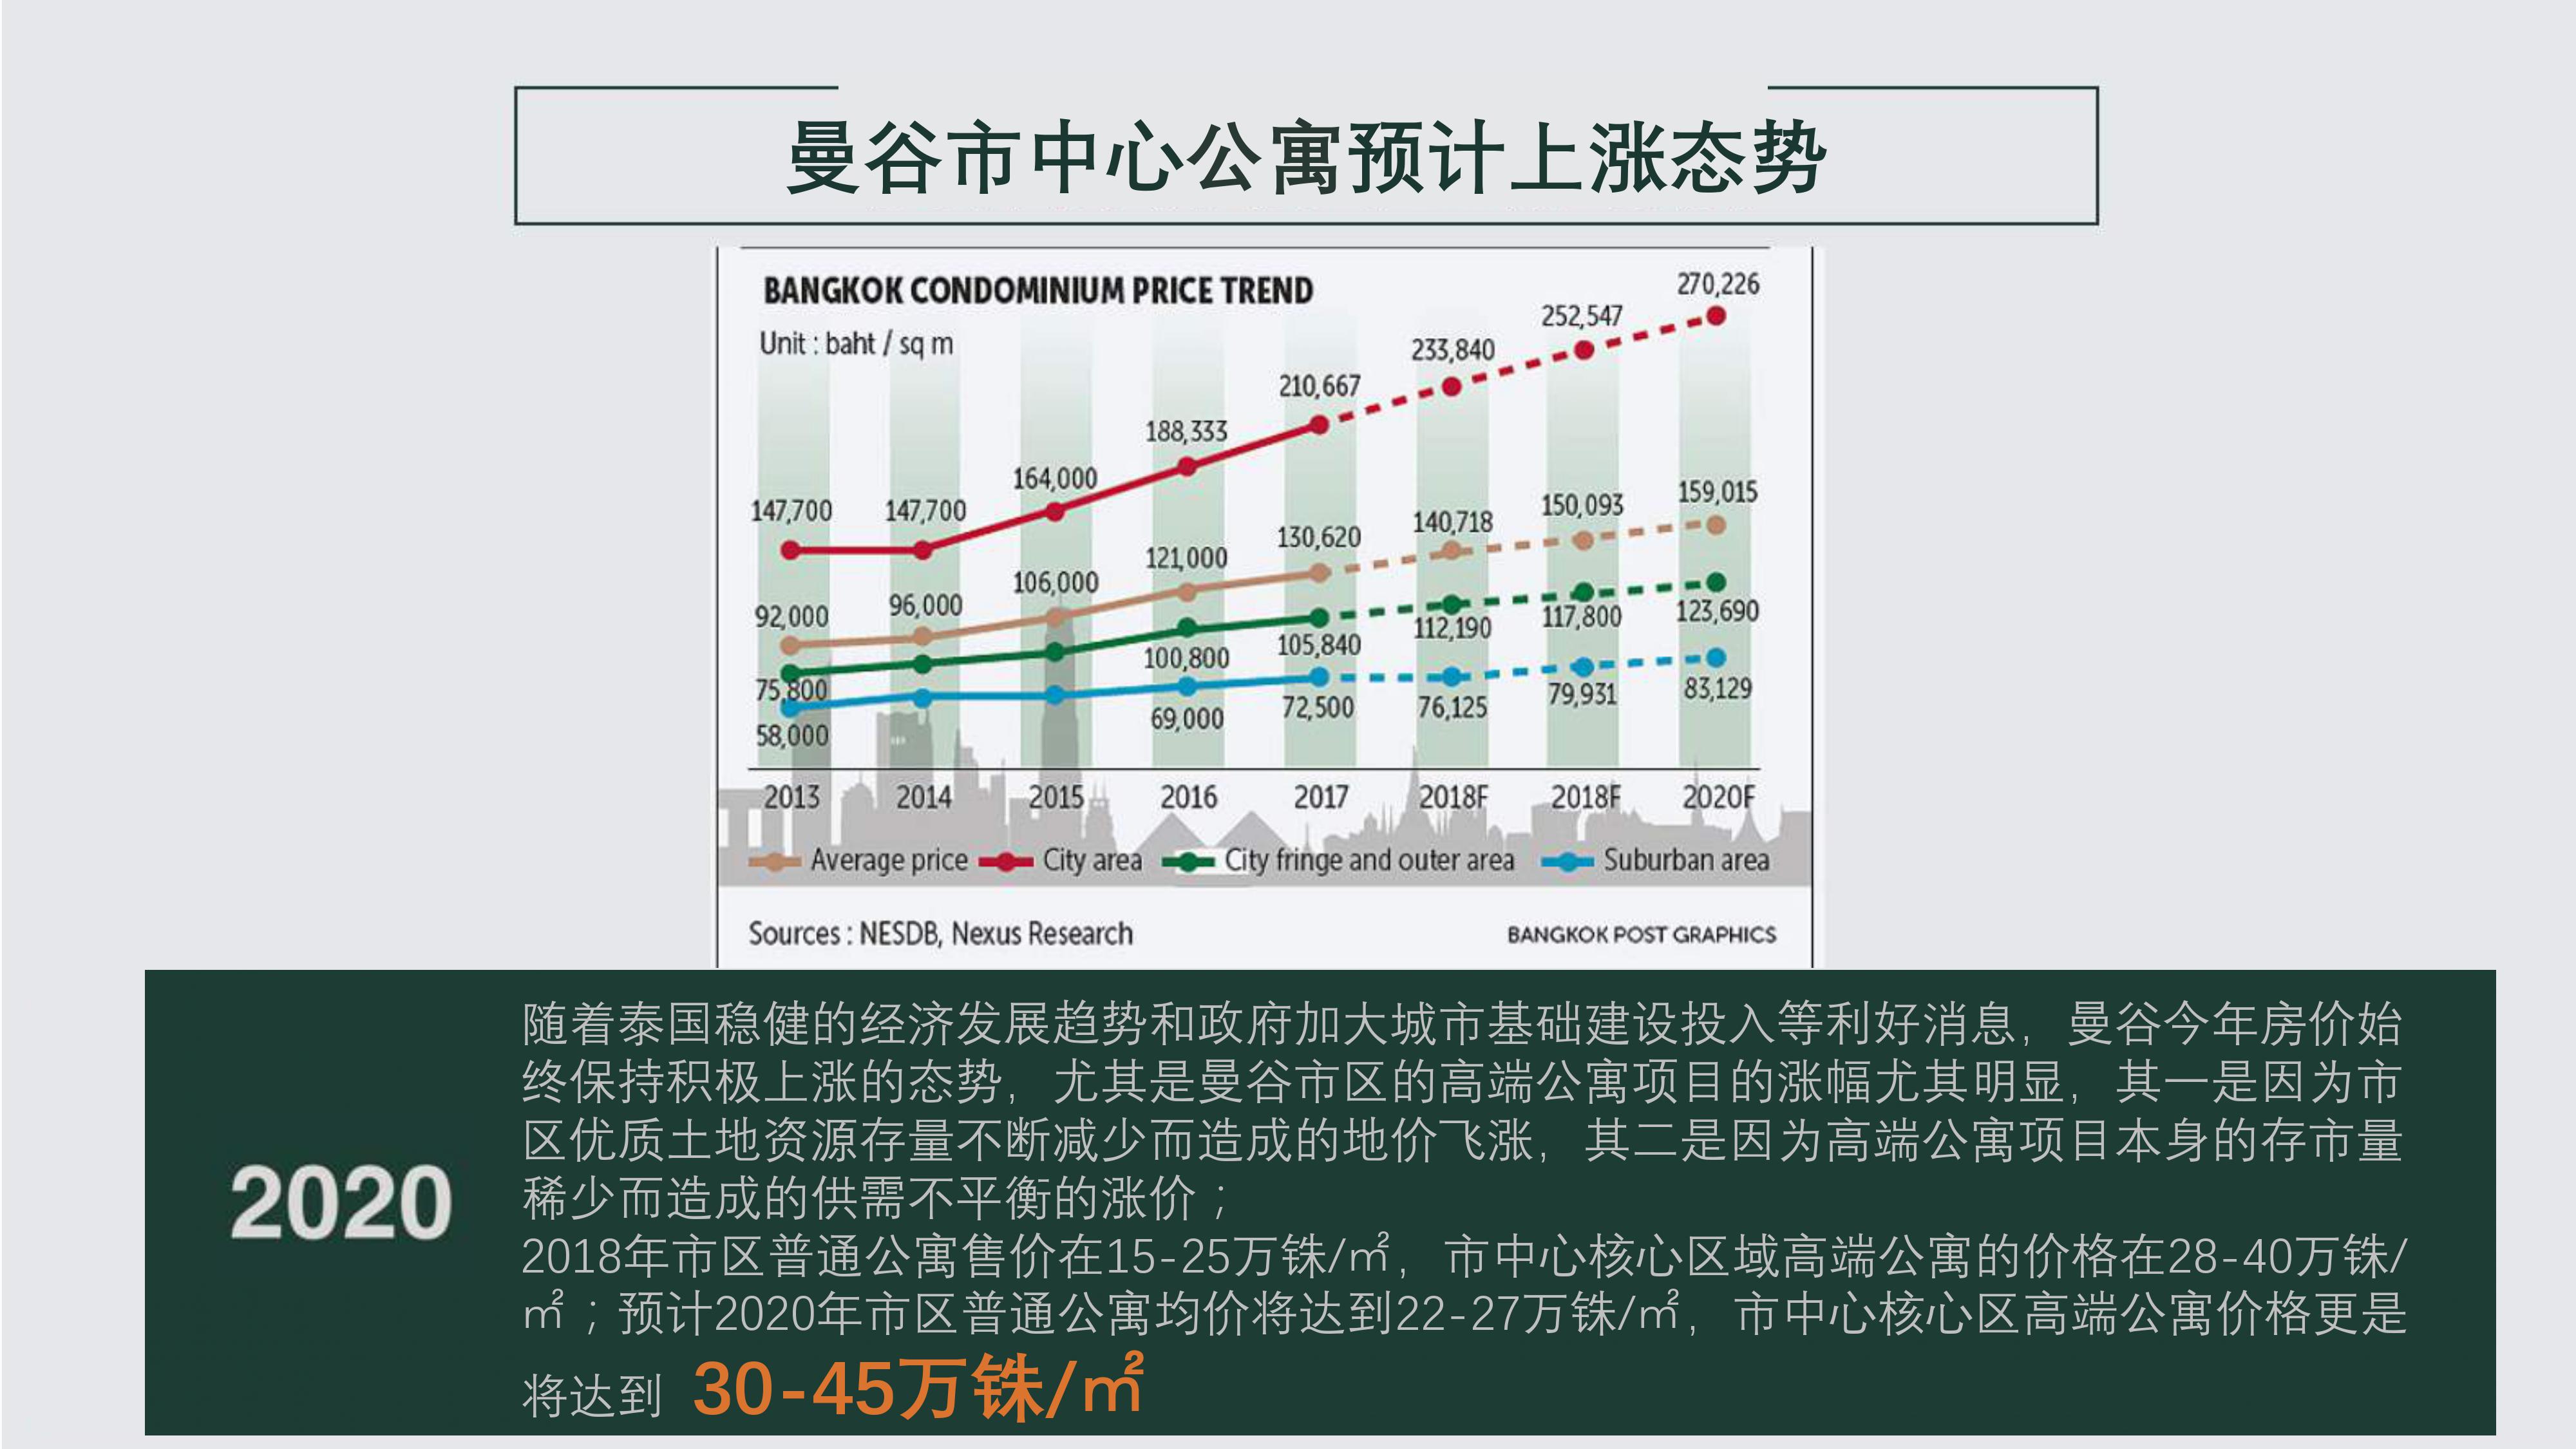 曼谷市中心公寓预计上涨态势
BANGKOK CONDOMINIUM PRICE TREND
Unit : baht / sq m
270,226
252,547
233,840
210,667
188,333
164,000
147,700 147,700
159,015
150,093
140,718
130,620
121,000
106,000
96,000
92,000
123,690
117,800
112,190
105,840
100,800
75,800
83,129
79,931
76,125
72,500
69,000
58,000
2013 2014 2015 2016 2017 2018F 2018F 2020F
Average price City area City fringe and outer area Suburban area
Sources : NESDB, Nexus Research BANGKOK POST GRAPHICS
2020
随着泰国稳健的经济发展趋势和政府加大城市基础建设投入等利好消息，曼谷今年房价始
终保持积极上涨的态势，尤其是曼谷市区的高端公寓项目的涨幅尤其明显，其一是因为市
区优质土地资源存量不断减少而造成的地价飞涨，其二是因为高端公寓项目本身的存市量
稀少而造成的供需不平衡的涨价；
2018年市区普通公寓售价在15-25万铢/㎡，市中心核心区域高端公寓的价格在28-40万铢/
㎡；预计2020年市区普通公寓均价将达到22-27万铢/㎡，市中心核心区高端公寓价格更是
将达到 30-45万铢/㎡